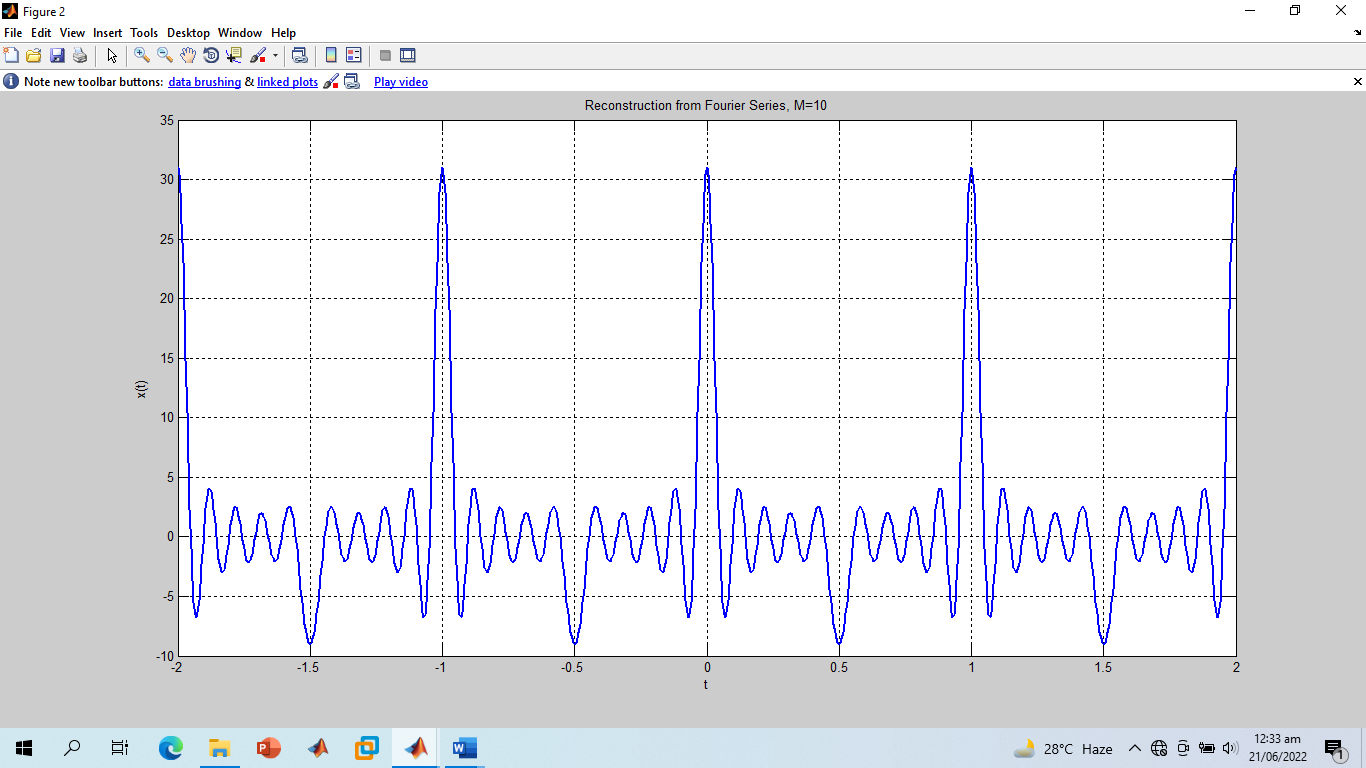 Figure 2
File Edit View Insert Tools Desktop Window Help
Note new toolbar buttons: data brushing & linked plots Play video
Reconstruction from Fourier Series, M=10
35
30
25
20
15
10
5
0
-5
-10
x(t)
-2 -1.5 -1 -0.5 0 0.5 1 1.5 2
t
28°C Haze
12:33 am
21/06/2022
1